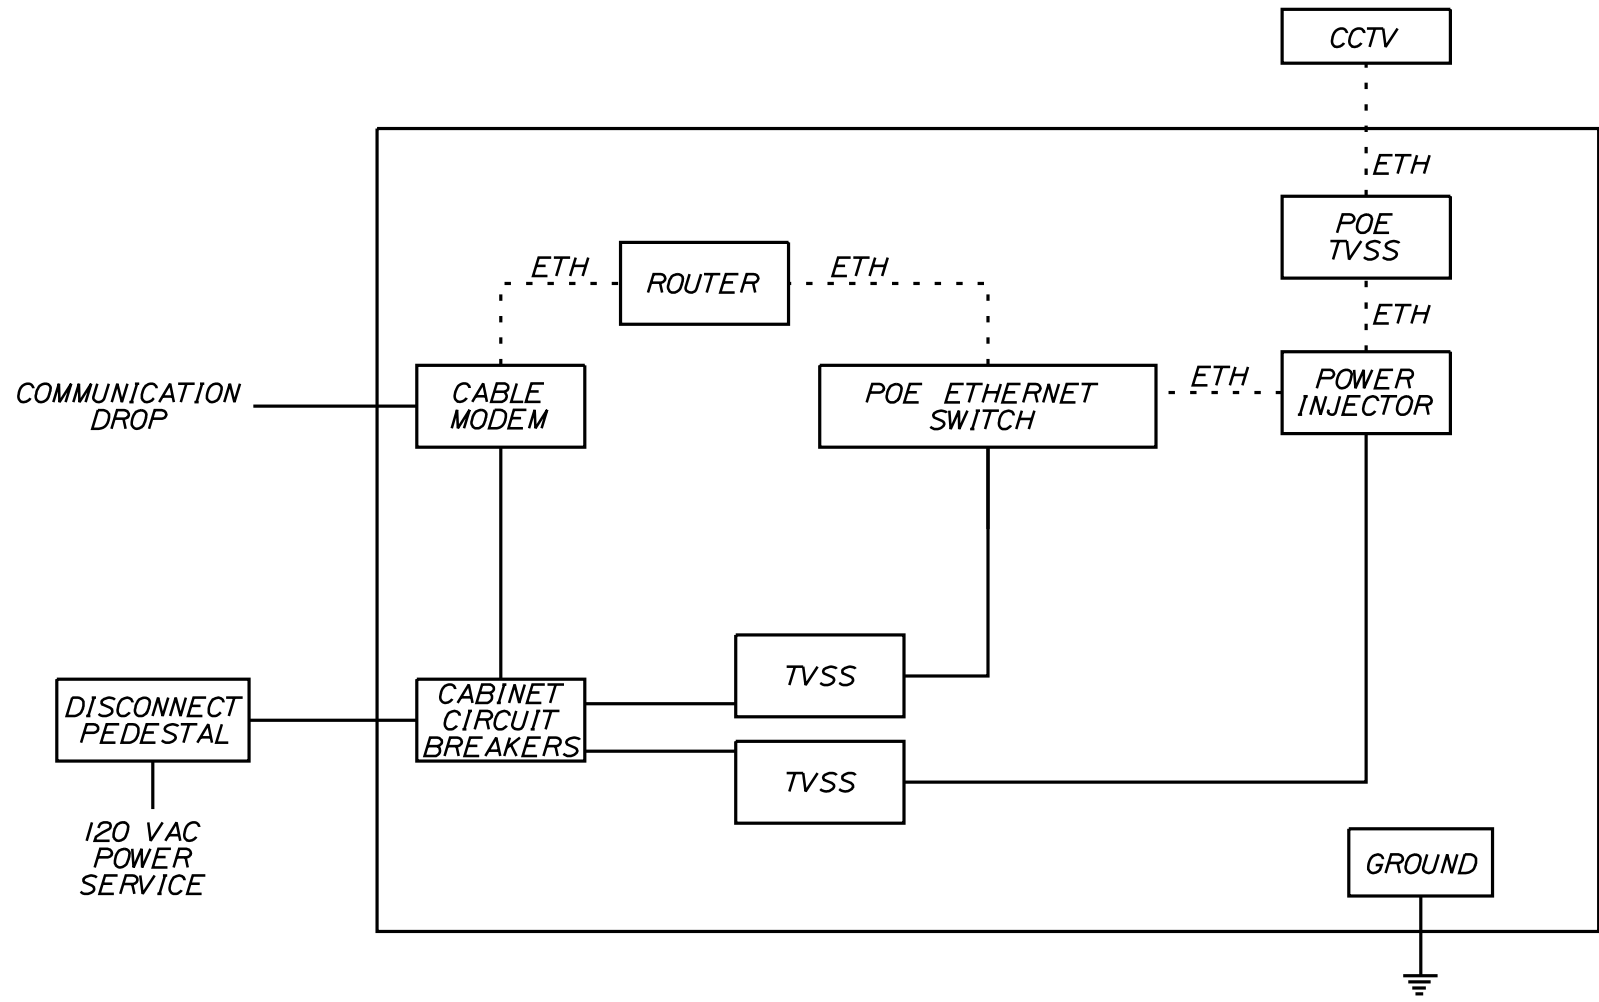 CCTV
ETH
POE
TVSS
ETH
ROUTER
ETH
ETH
POWER
INJECTOR
ETH
COMMUNICATION
DROP
CABLE
MODEM
POE ETHERNET
SWITCH
TVSS
DISCONNECT
PEDESTAL
CABINET
CIRCUIT
BREAKERS
TVSS
120 VAC
POWER
SERVICE
GROUND